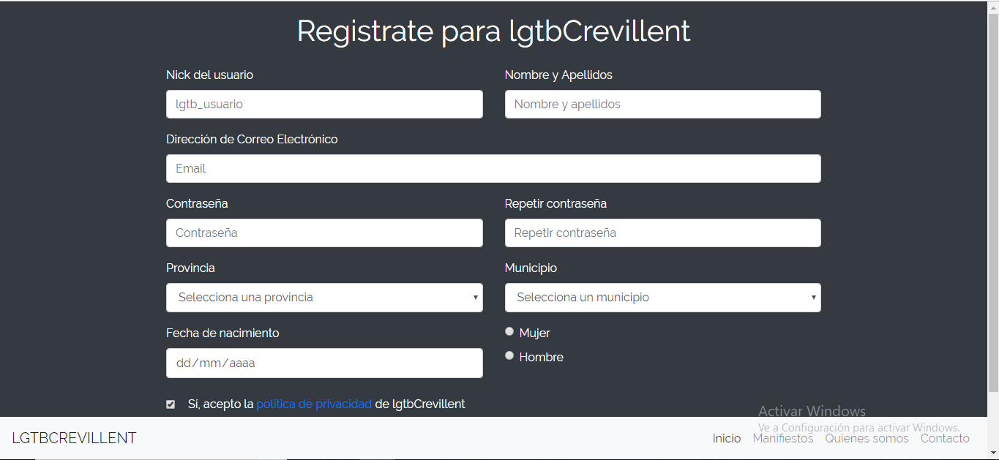 Registrate para lgtbCrevillent
Nick del usuario
Nombre y Apellidos
lgtb_usuario
Nombre y apellidos
Dirección de Correo Electrónico
Email
Contraseña
Repetir contraseña
Contraseña
Repetir contraseña
Provincia
Municipio
Selecciona una provincia
Selecciona un municipio
Fecha de nacimiento
Mujer
dd/mm/aaaa
Hombre
Sí, acepto la política de privacidad de lgtbCrevillent
Activar Windows
Ve a Configuración para activar Windows.
LGTBCREVILLENT
Inicio Manifiestos Quienes somos Contacto